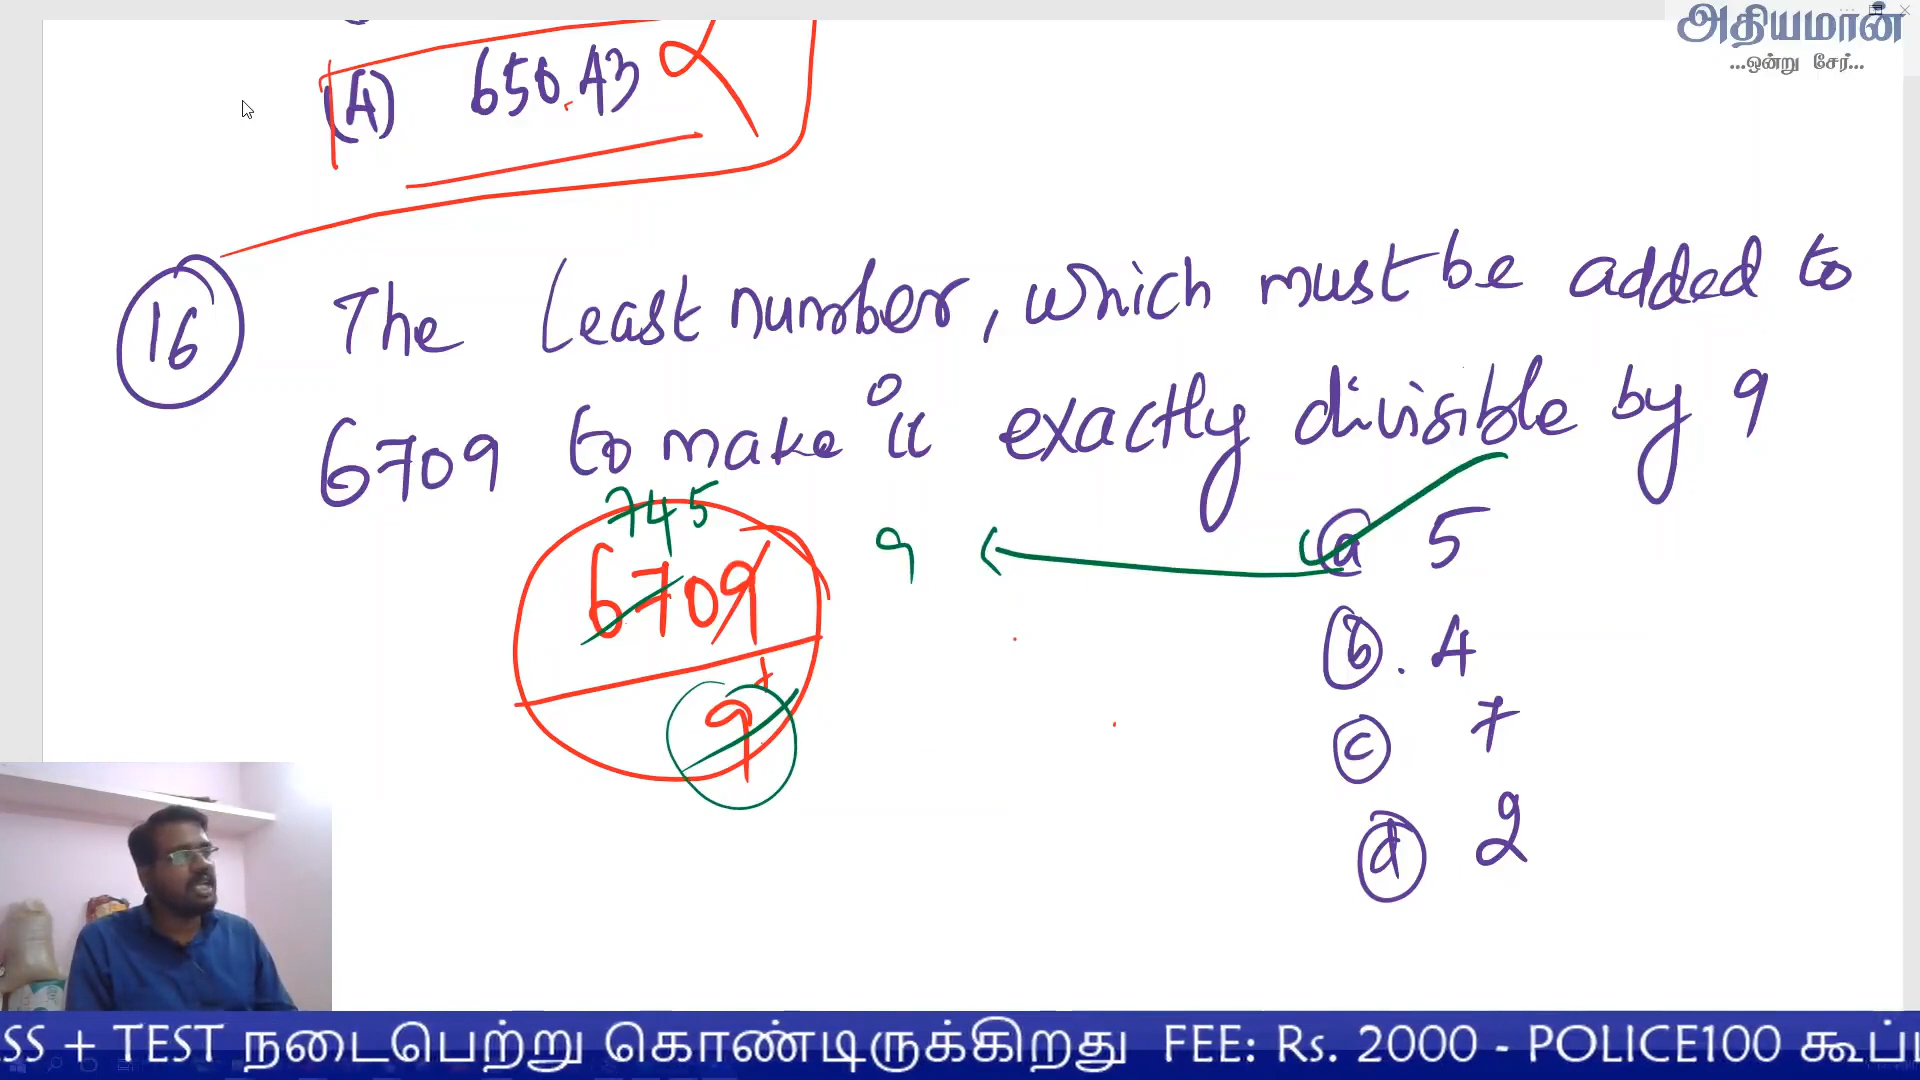 அதியமான்
...ஒன்று சேர்...
(A) 650.43
16 The Least number, which must be added to
6709 to make it exactly divisible by 9
745
6709 9
9
a 5
b. 4
c 7
d 2
SS + TEST நடைபெற்று கொண்டிருக்கிறது FEE: Rs. 2000 - POLICE100 கூப்